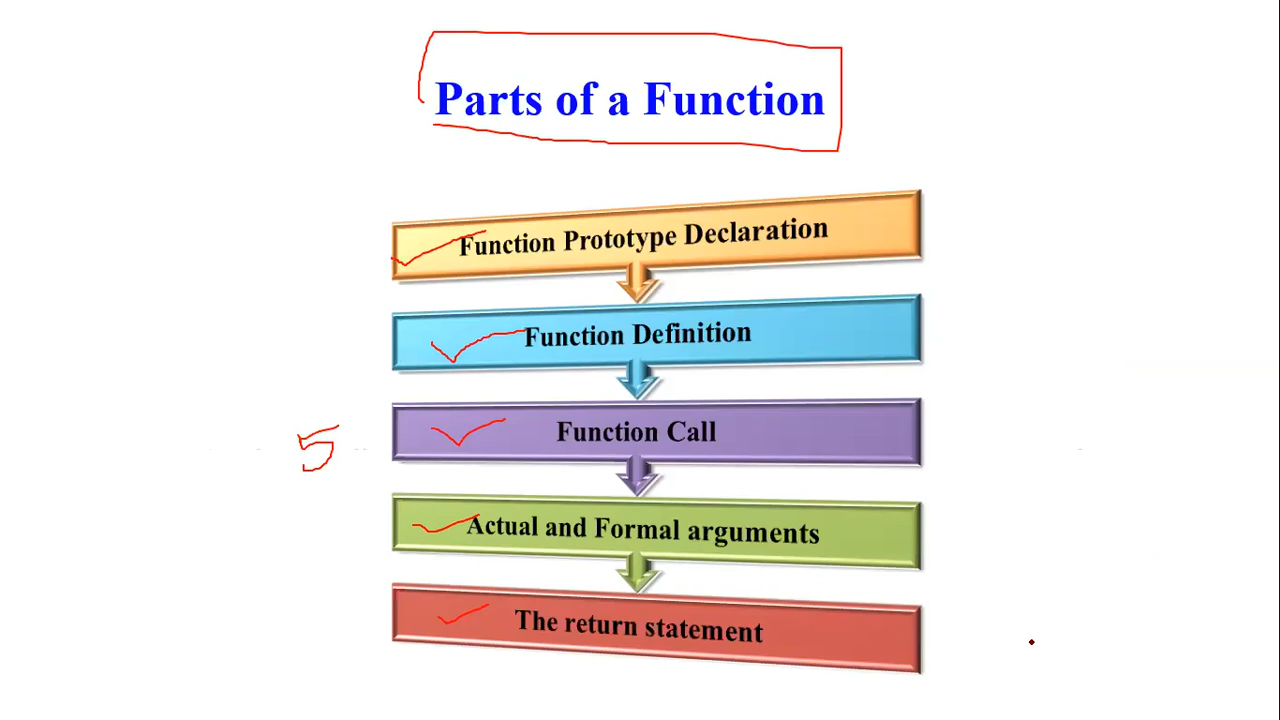 Parts of a Function
Function Prototype Declaration
Function Definition
Function Call
5
Actual and Formal arguments
The return statement